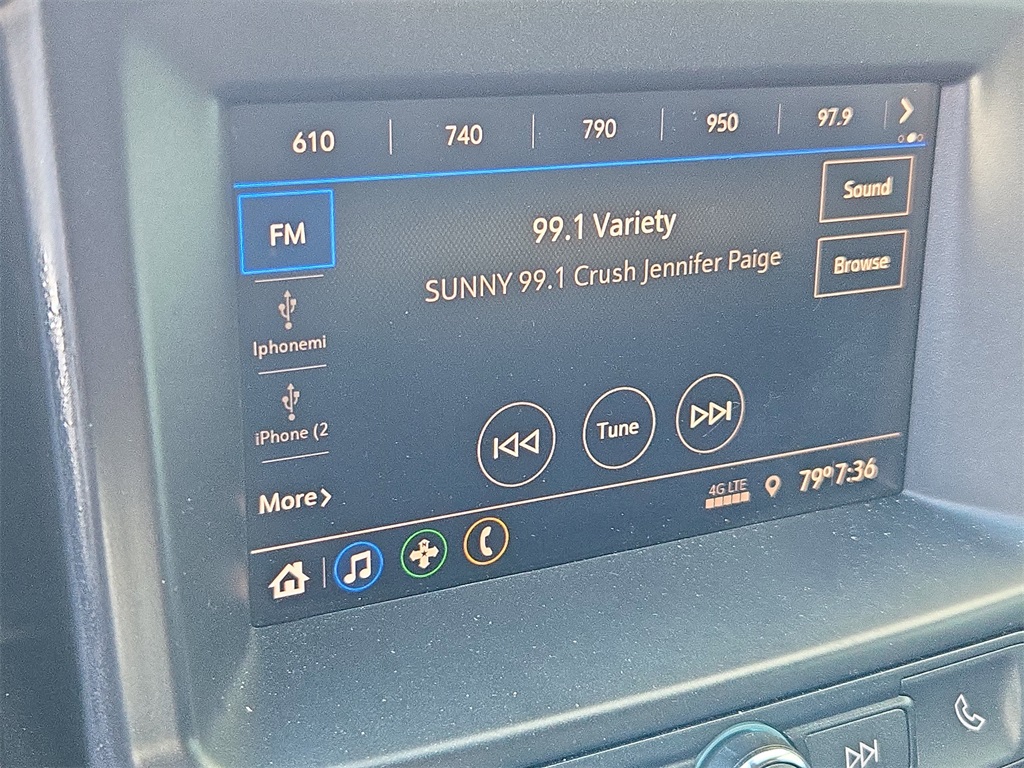 610 740 790 950 97.9
FM
Sound
99.1 Variety
SUNNY 99.1 Crush Jennifer Paige
Browse
Iphonemi
iPhone (2
Tune
More
4G LTE
79° 7:36